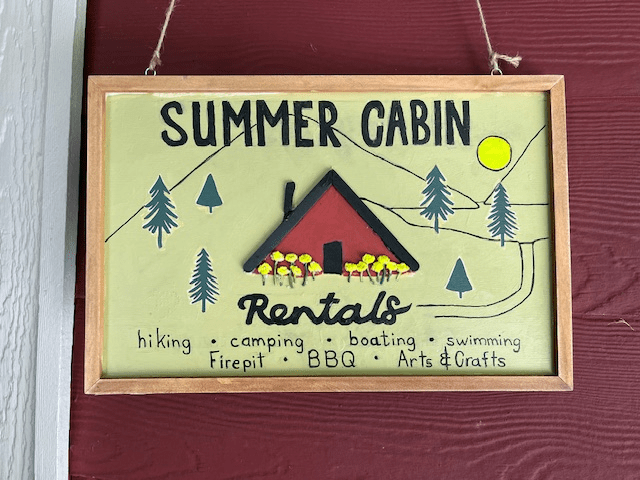 SUMMER CABIN
Rentals
hiking • camping • boating • swimming
Firepit • BBQ • Arts & Crafts